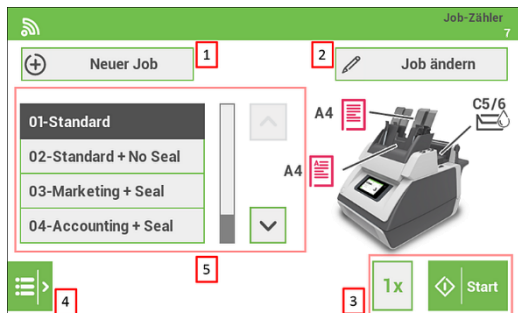 Job-Zähler
7
Neuer Job
1
2
Job ändern
01-Standard
02-Standard + No Seal
03-Marketing + Seal
04-Accounting + Seal
A4
C5/6
A4
5
4
3
1x
Start